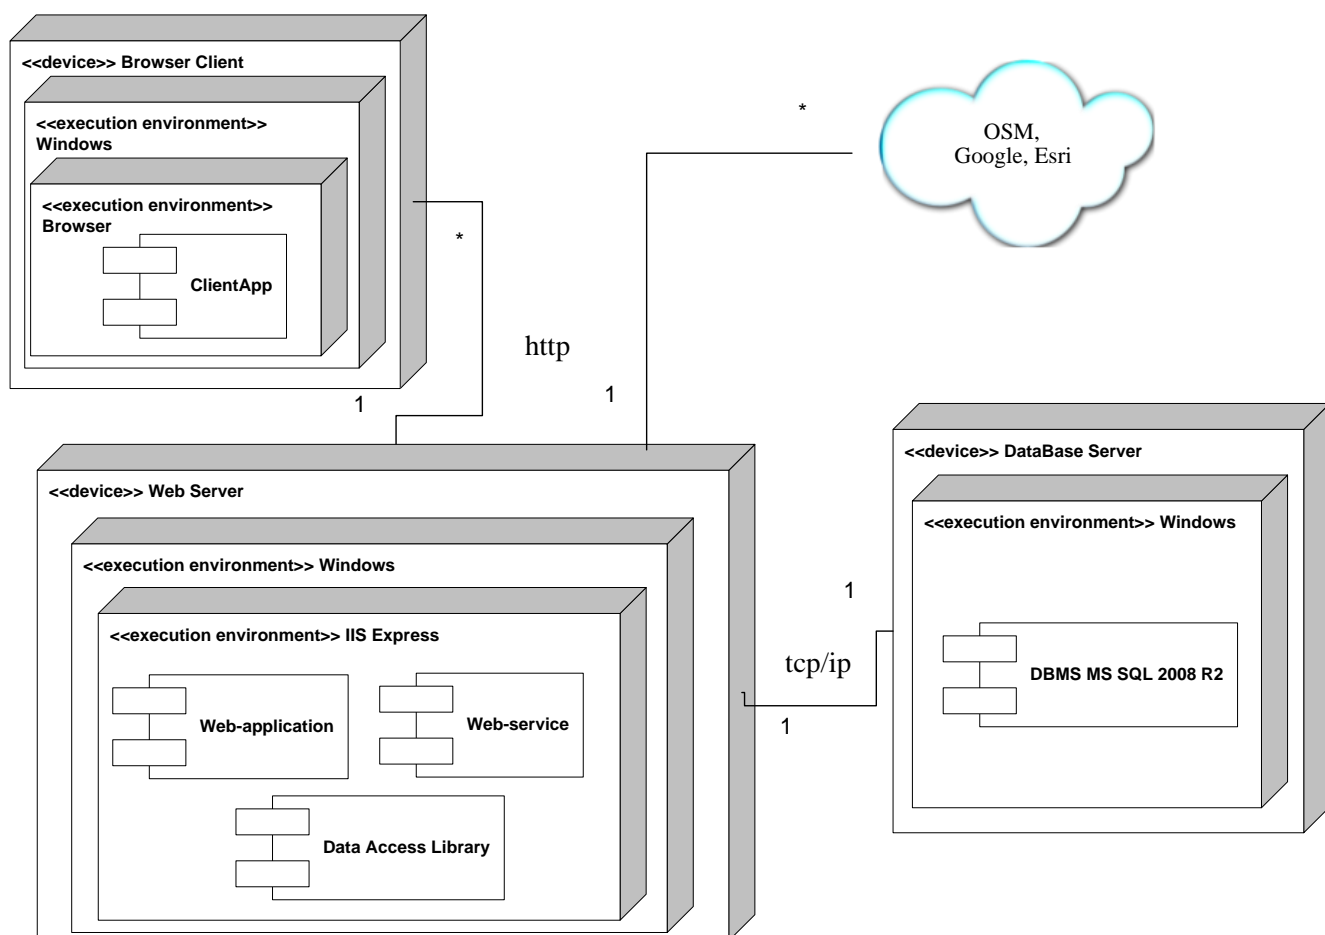 <<device>> Browser Client
<<execution environment>>
Windows
<<execution environment>>
Browser
ClientApp
*
*
OSM,
Google, Esri
http
1
1
<<device>> Web Server
<<execution environment>> Windows
<<execution environment>> IIS Express
Web-application
Web-service
Data Access Library
tcp/ip
1
1
<<device>> DataBase Server
<<execution environment>> Windows
DBMS MS SQL 2008 R2